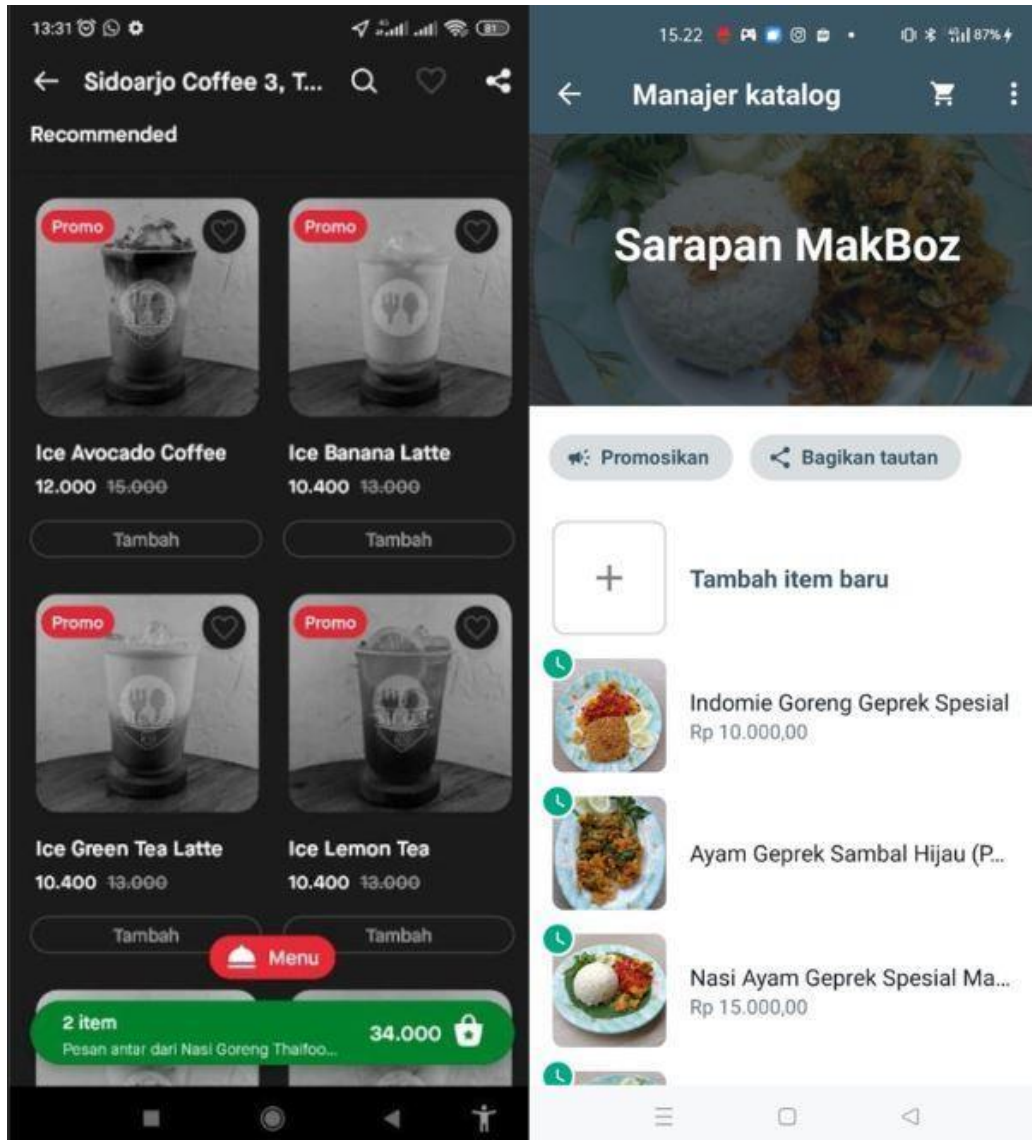 13:31
81
Sidoarjo Coffee 3, T...
Recommended
Promo
Promo
Ice Avocado Coffee
Ice Banana Latte
12.000 15.000
10.400 13.000
Tambah
Tambah
Promo
Promo
Ice Green Tea Latte
Ice Lemon Tea
10.400 13.000
10.400 13.000
Tambah
Tambah
Menu
2 item
34.000
Pesan antar dari Nasi Goreng Thaifoo...
15.22
87%
Manajer katalog
Sarapan MakBoz
Promosikan
Bagikan tautan
Tambah item baru
Indomie Goreng Geprek Spesial
Rp 10.000,00
Ayam Geprek Sambal Hijau (P...
Nasi Ayam Geprek Spesial Ma...
Rp 15.000,00